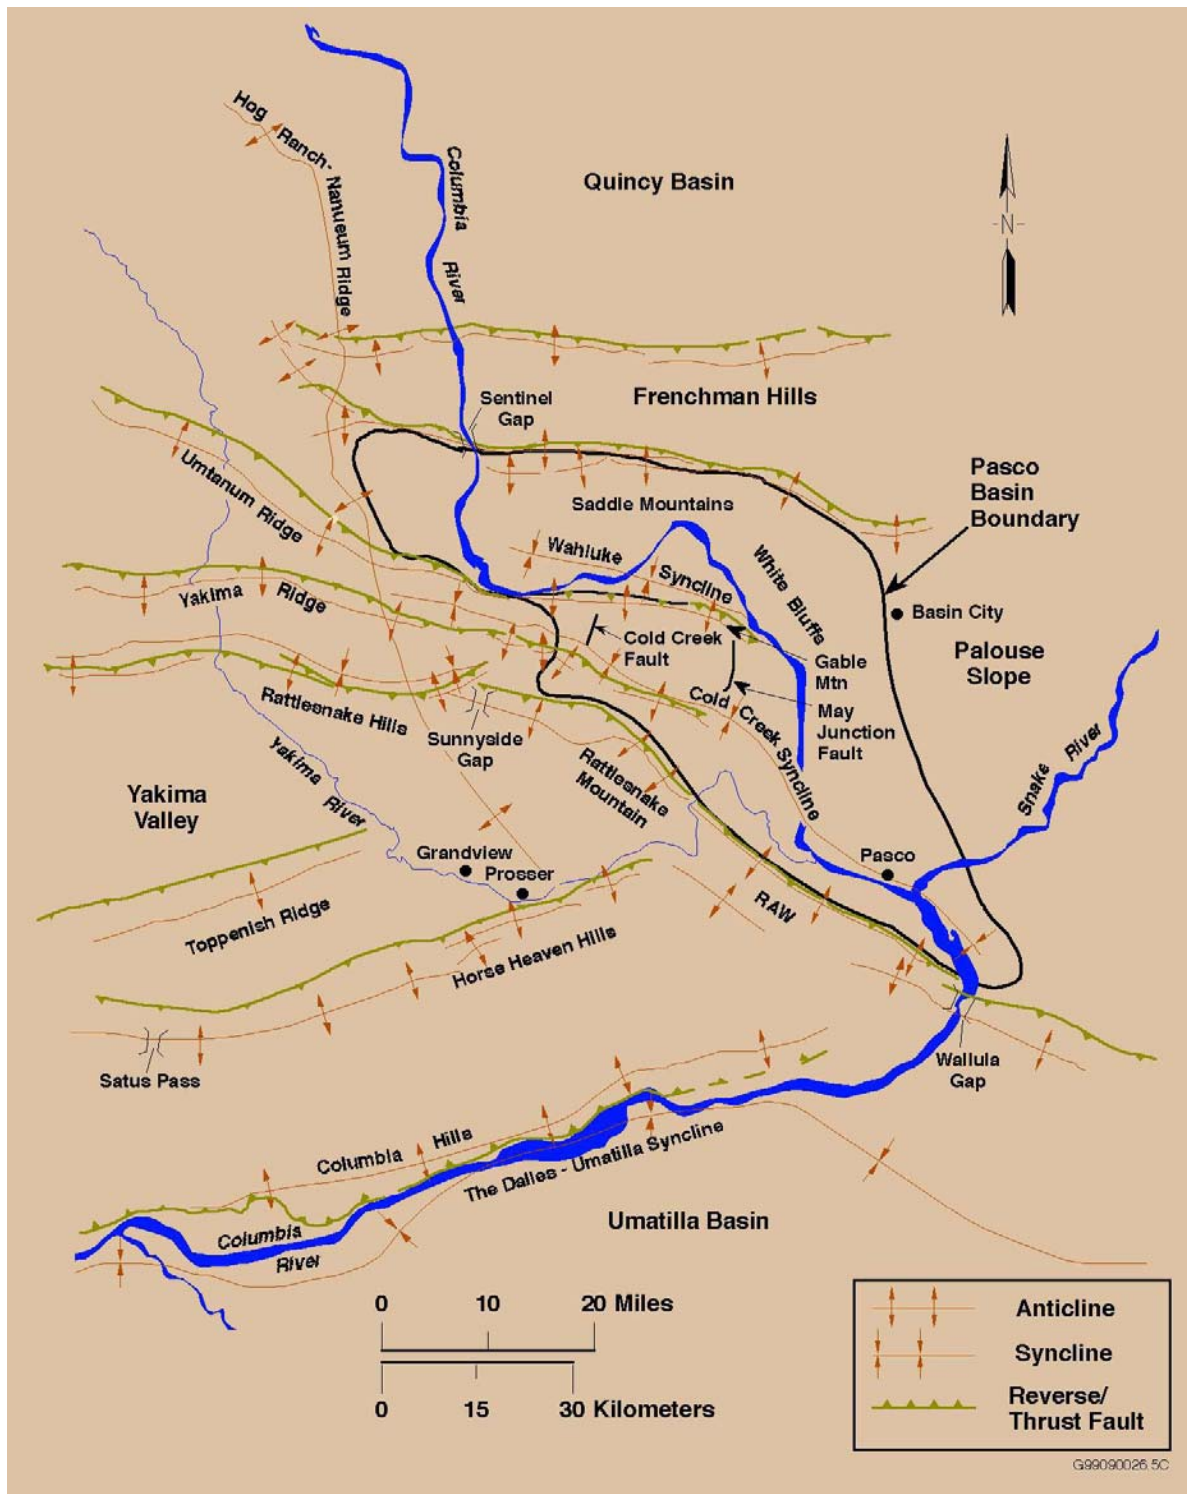 Hog Ranch-Nanueum Ridge
Columbia
River
Quincy Basin
-N-
Sentinel
Gap
Frenchman Hills
Pasco
Basin
Boundary
Umtanum Ridge
Saddle Mountains
Wahluke
Syncline
White Bluffs
Yakima
Ridge
Basin City
Cold Creek
Fault
Gable
Mtn
Palouse
Slope
Rattlesnake Hills
Sunnyside
Gap
Cold Creek Syncline
May
Junction
Fault
Yakima
River
Rattlesnake
Mountain
Snake
River
Yakima
Valley
Grandview
Prosser
Pasco
RAW
Toppenish Ridge
Horse Heaven Hills
Satus Pass
Wallula
Gap
Columbia
Hills
The Dalles - Umatilla Syncline
Columbia
River
Umatilla Basin
0 10 20 Miles
0 15 30 Kilometers
Anticline
Syncline
Reverse/
Thrust Fault
G99090026.5C